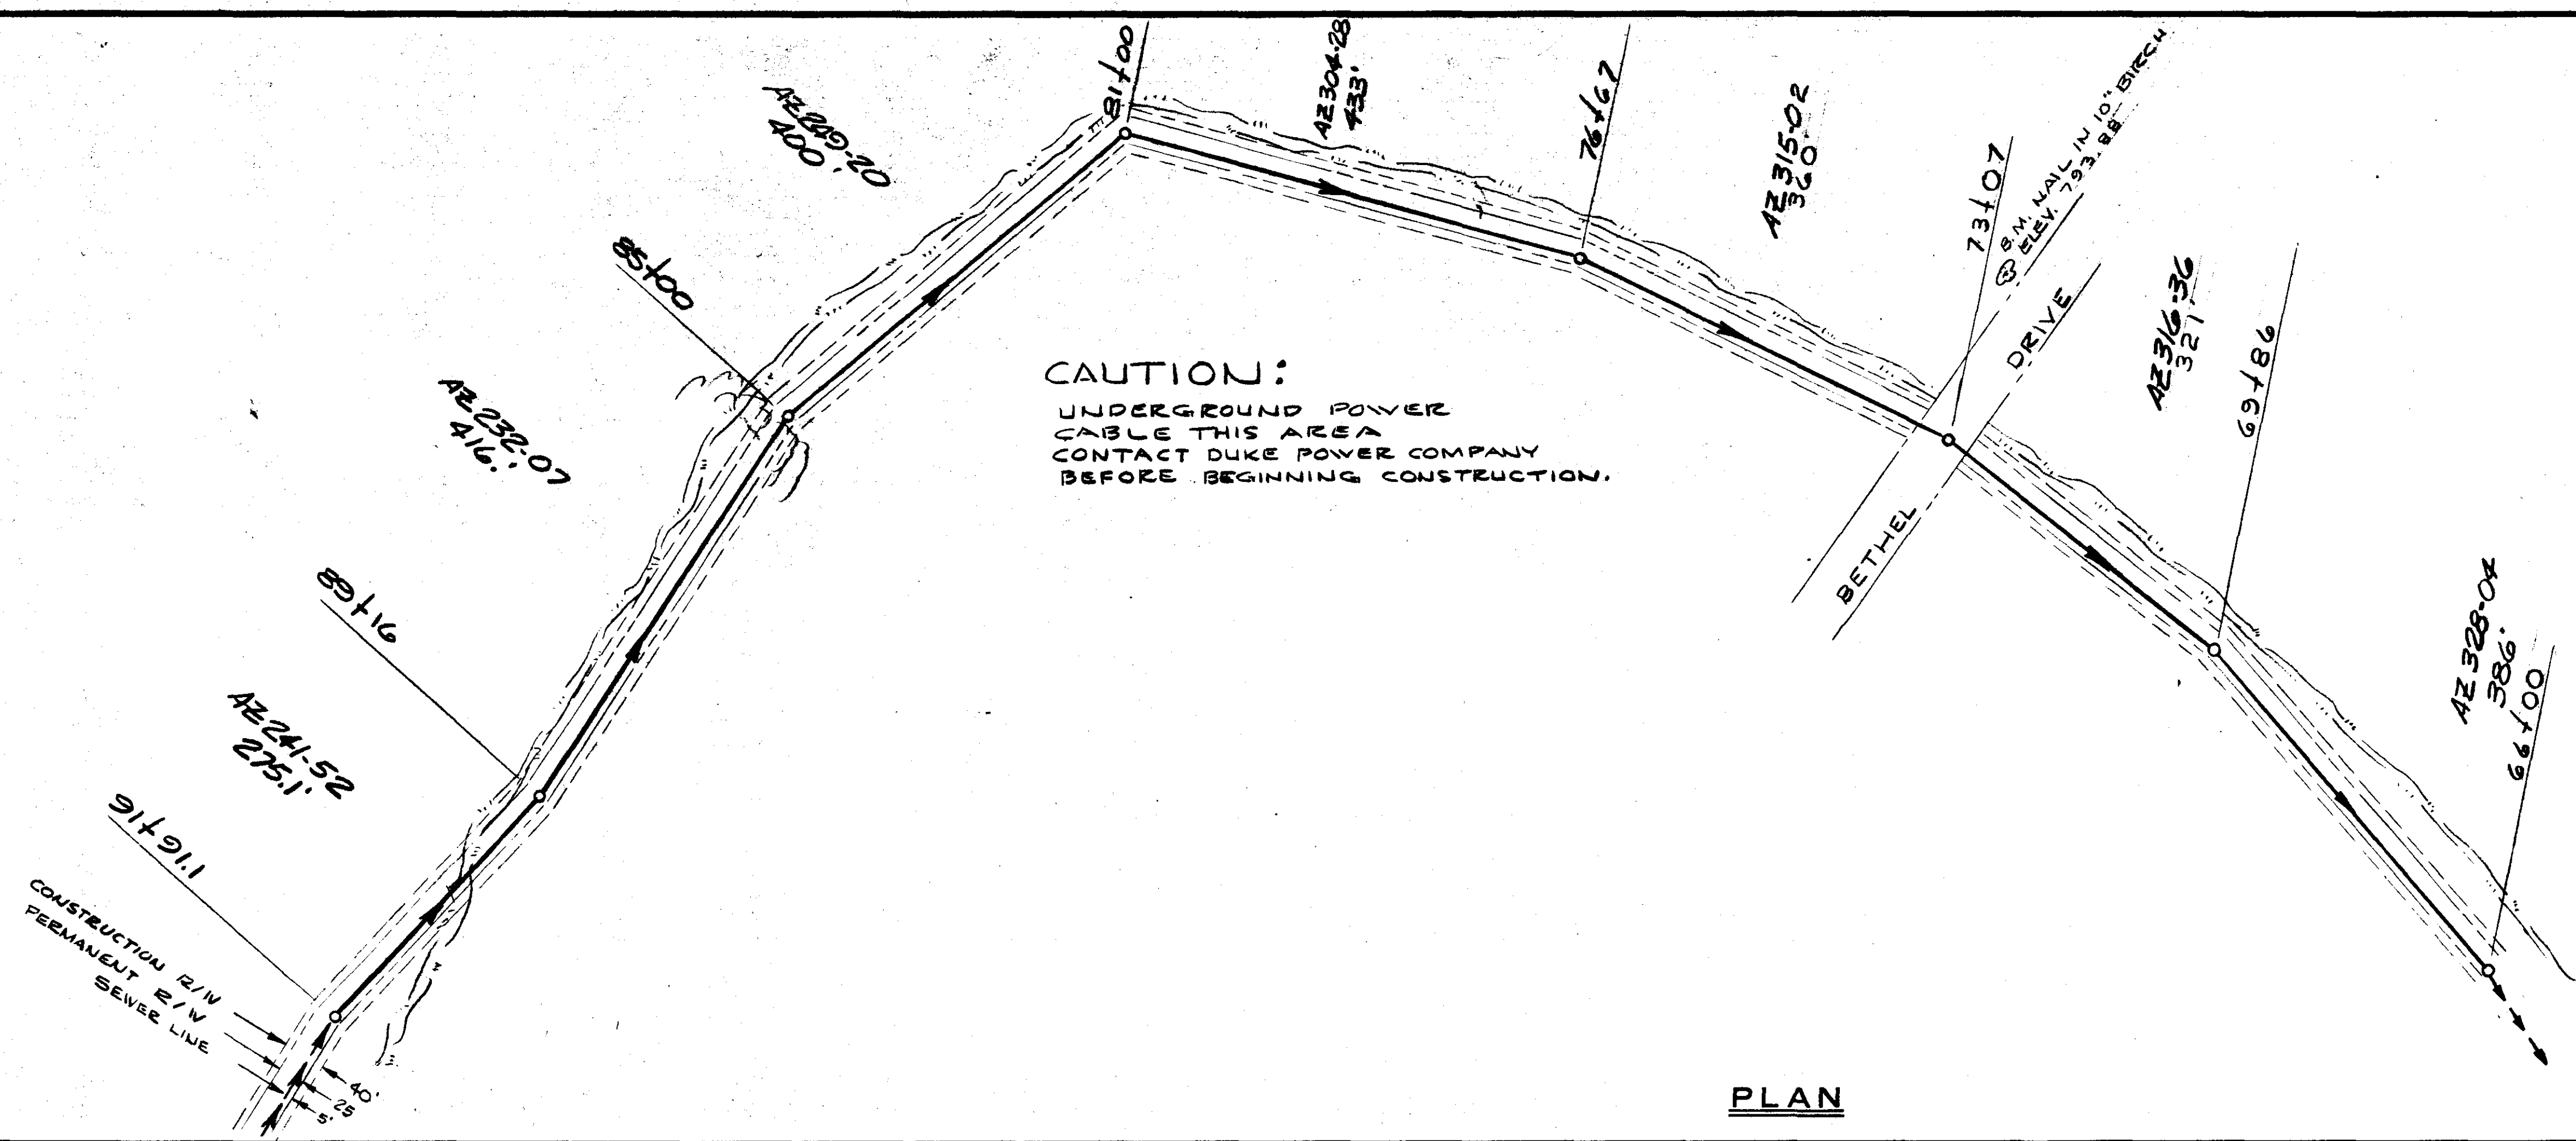 81+00
AZ 304-28
433'
76+67
AZ 315-02
360'
73+07
B.M. NAIL IN 10" BIRCH
ELEV. 793.88
AZ 316-36
321'
69+86
AZ 328-04
386'
66+00
400'
85+00
AZ 232-07
416.'
89+16
AZ 241-52
275.1'
91+91.1
CONSTRUCTION R/W
PERMANENT R/W
SEWER LINE
40'
25
5'
CAUTION:
UNDERGROUND POWER
CABLE THIS AREA
CONTACT DUKE POWER COMPANY
BEFORE BEGINNING CONSTRUCTION.
BETHEL DRIVE
PLAN